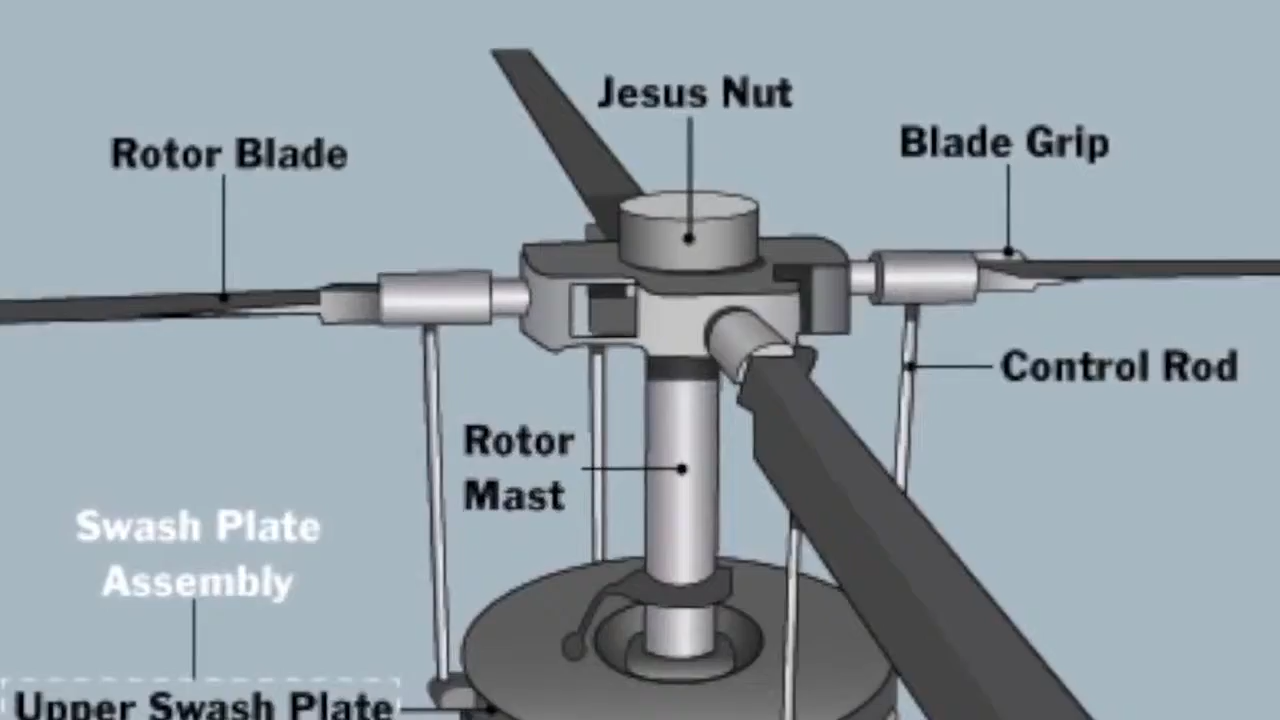 Jesus Nut
Rotor Blade
Blade Grip
Control Rod
Rotor
Mast
Swash Plate
Assembly
Upper Swash Plate